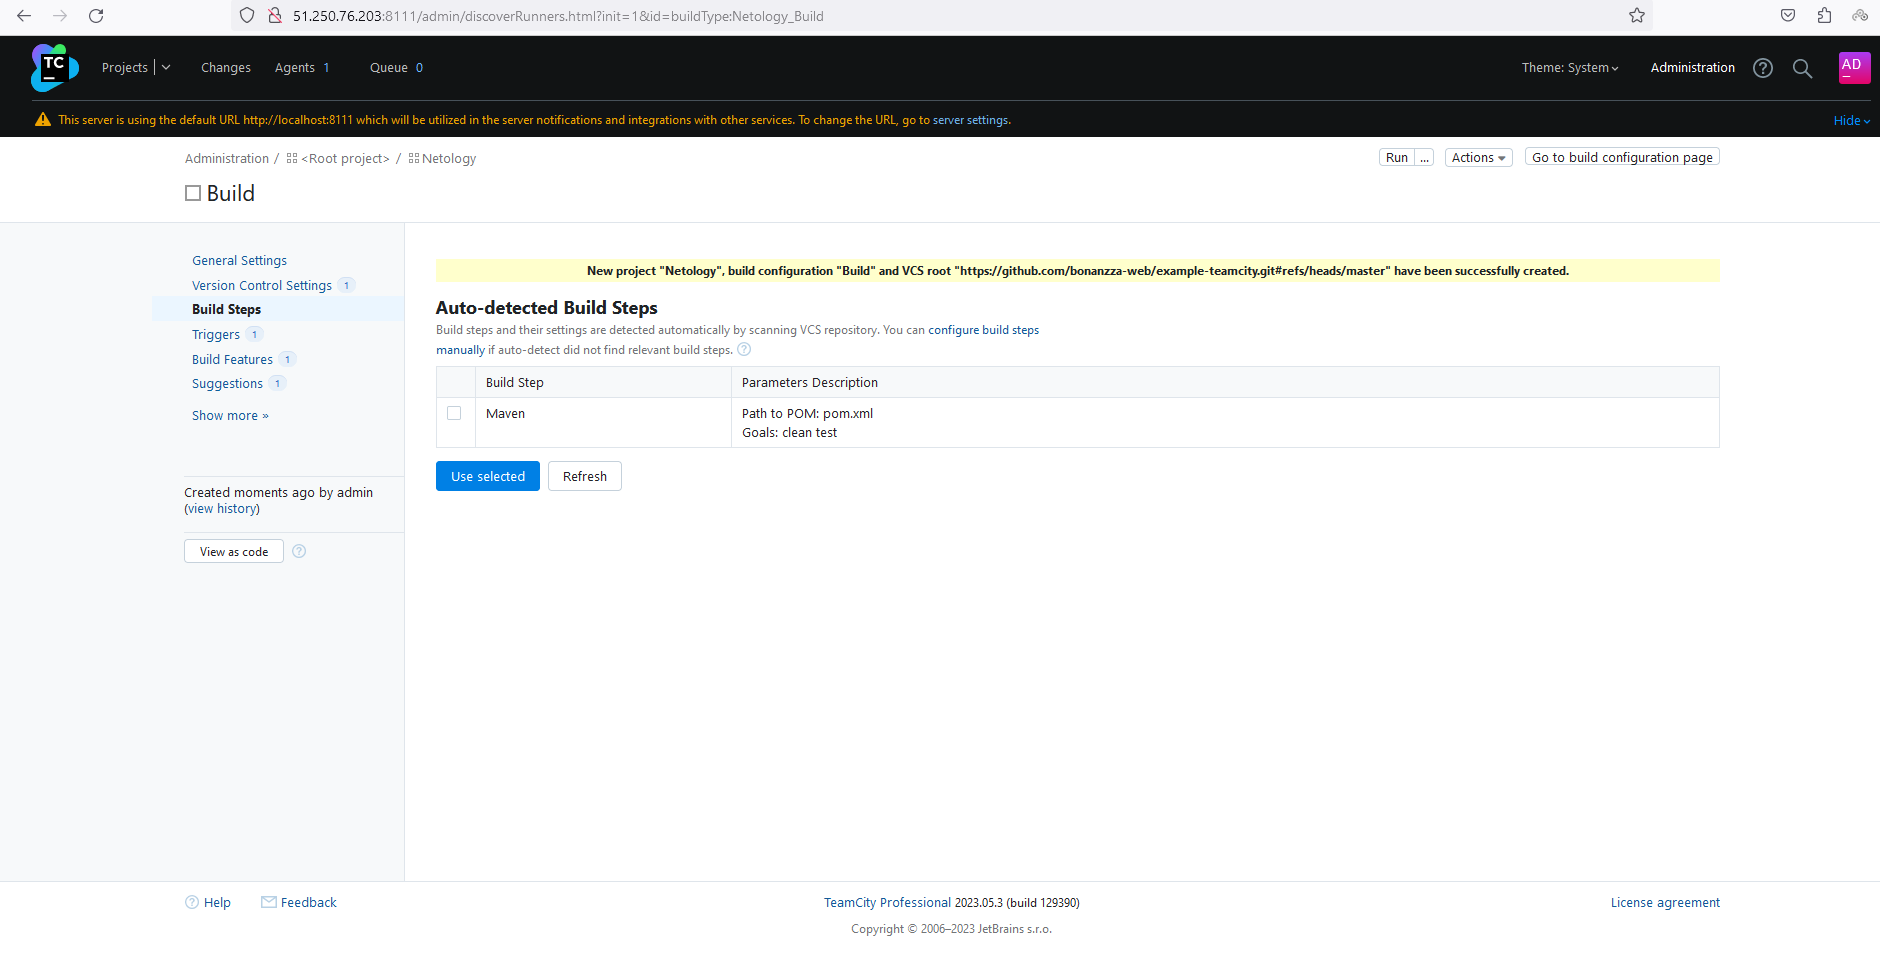 51.250.76.203:8111/admin/discoverRunners.html?init=1&id=buildType:Netology_Build
TC
Projects
Changes
Agents 1
Queue 0
Theme: System
Administration
AD
This server is using the default URL http://localhost:8111 which will be utilized in the server notifications and integrations with other services. To change the URL, go to server settings.
Hide
Administration / <Root project> / Netology
Run ...
Actions
Go to build configuration page
Build
General Settings
Version Control Settings 1
Build Steps
Triggers 1
Build Features 1
Suggestions 1
Show more »
Created moments ago by admin
(view history)
View as code ?
New project "Netology", build configuration "Build" and VCS root "https://github.com/bonanzza-web/example-teamcity.git#refs/heads/master" have been successfully created.
Auto-detected Build Steps
Build steps and their settings are detected automatically by scanning VCS repository. You can configure build steps
manually if auto-detect did not find relevant build steps. ?
Build Step
Parameters Description
Maven
Path to POM: pom.xml
Goals: clean test
Use selected
Refresh
? Help
Feedback
TeamCity Professional 2023.05.3 (build 129390)
License agreement
Copyright © 2006–2023 JetBrains s.r.o.